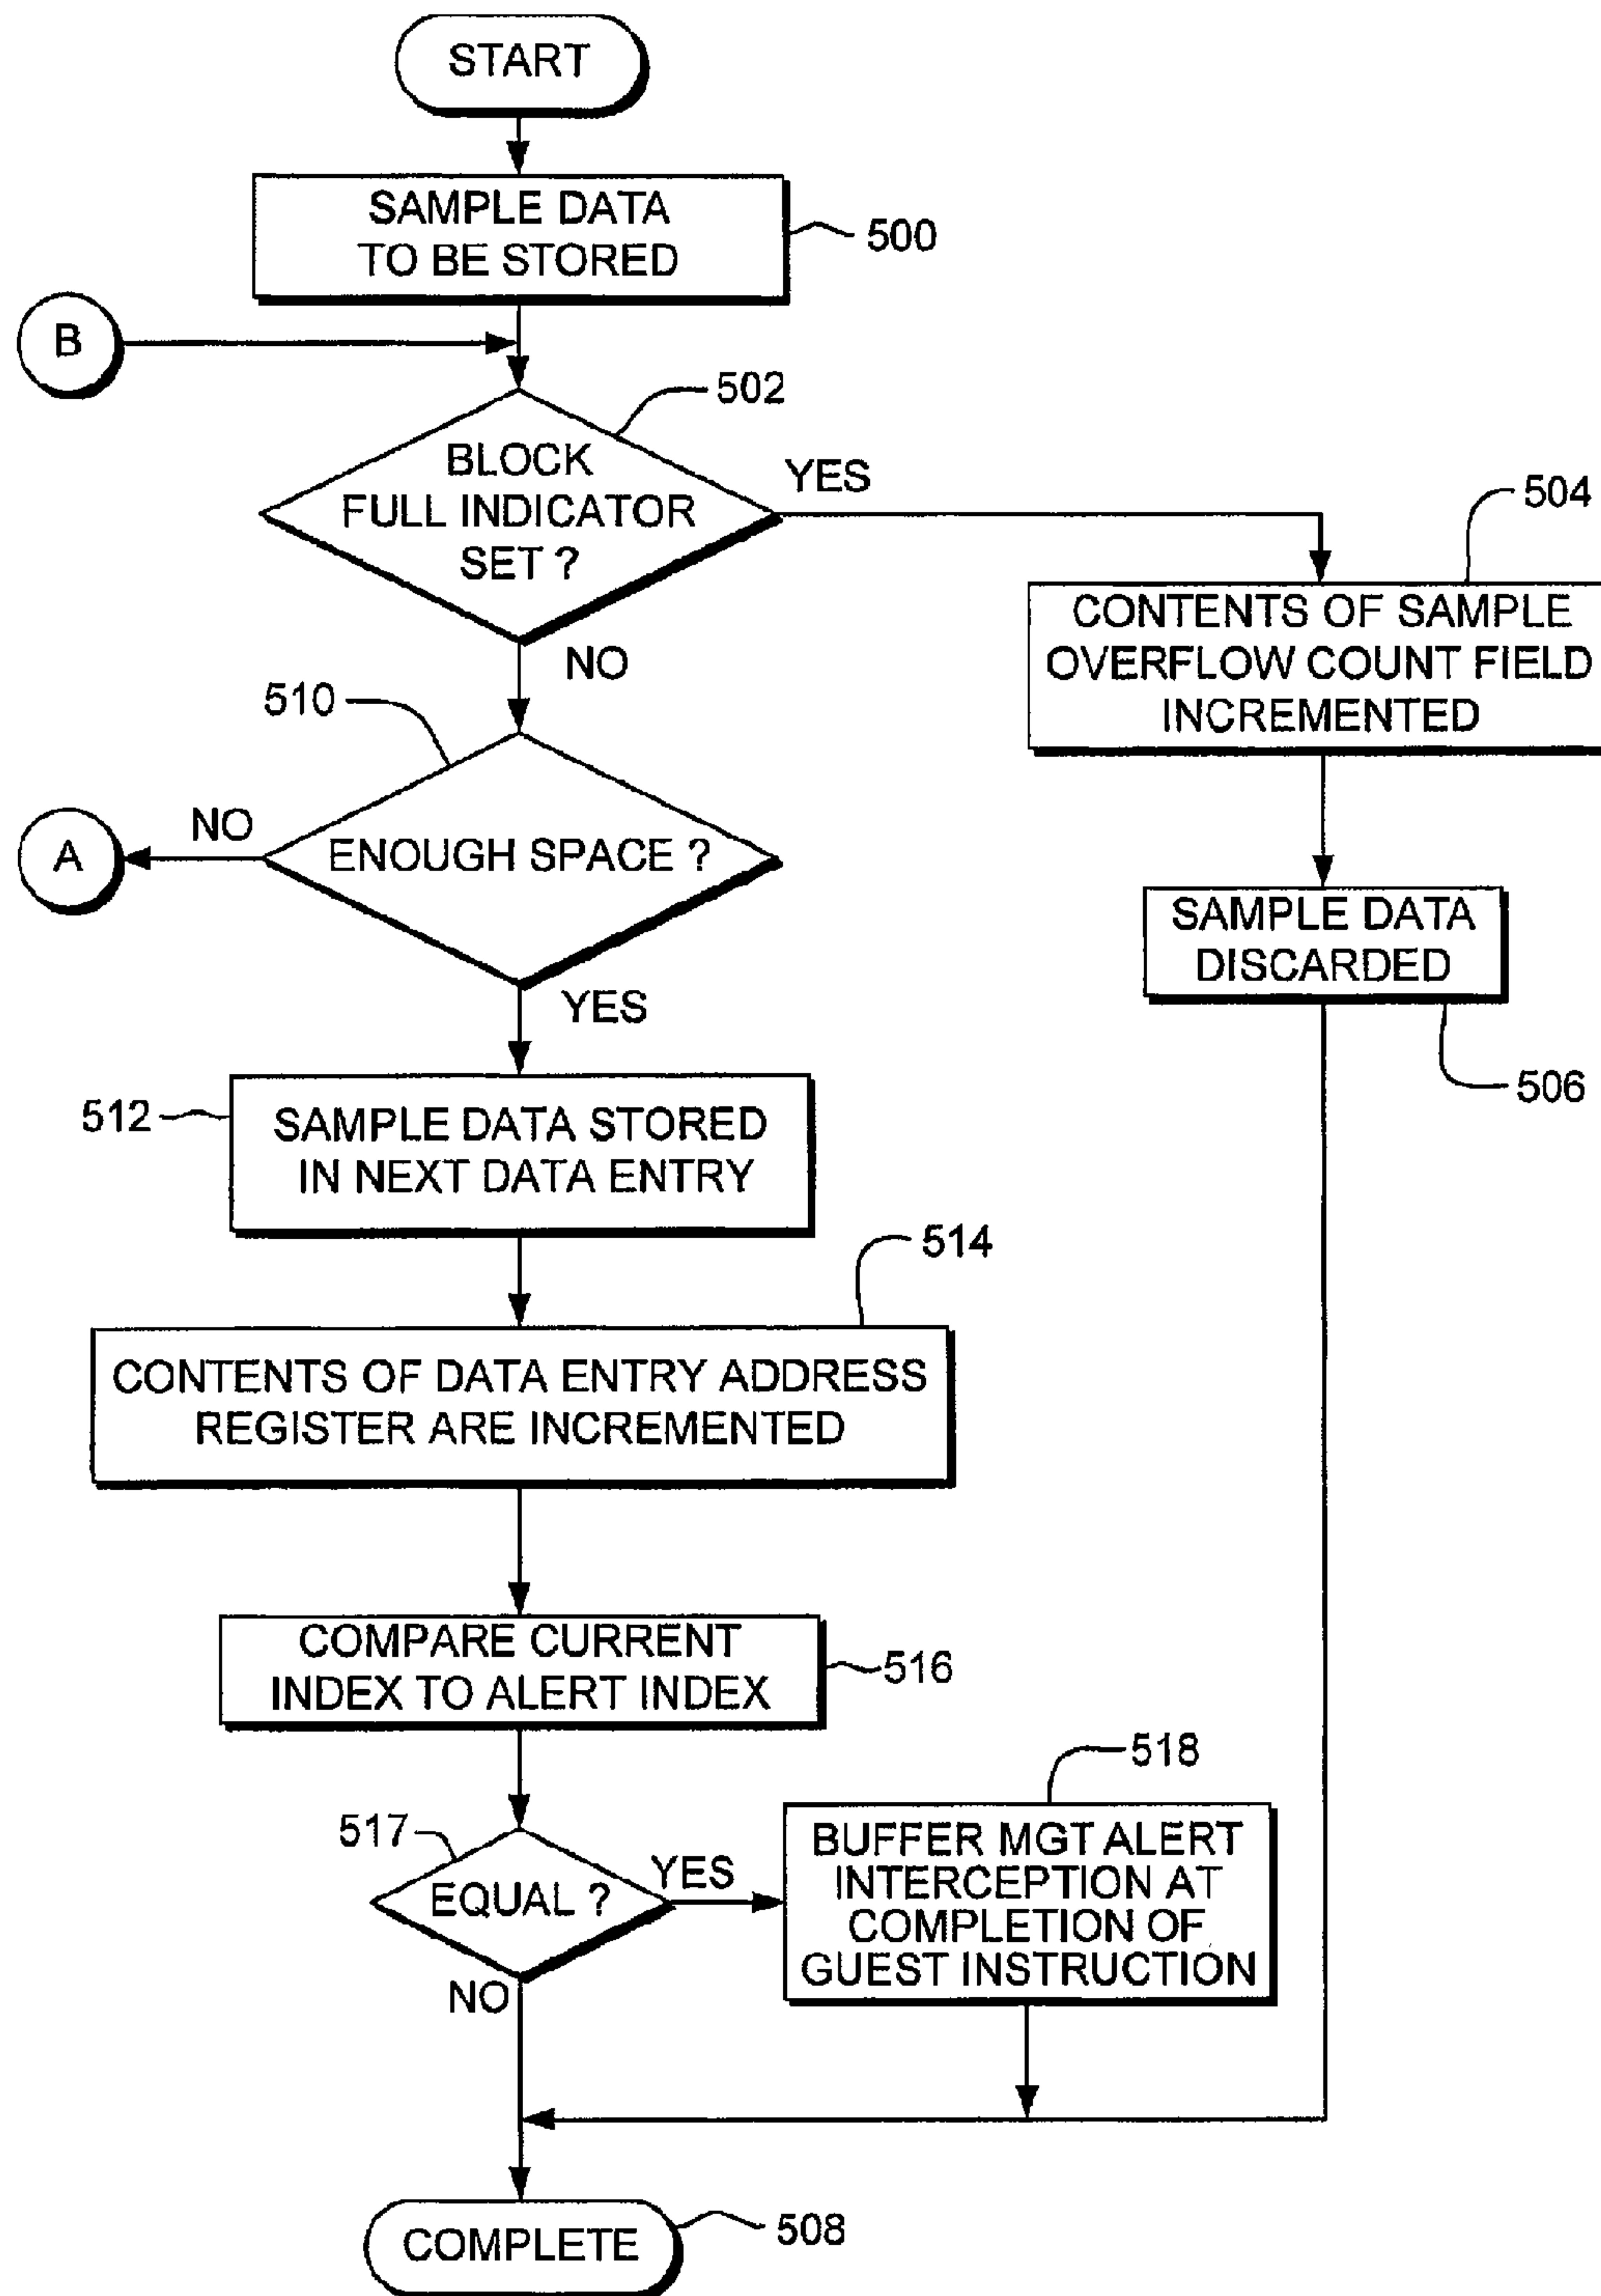 START
SAMPLE DATA
TO BE STORED
500
B
502
BLOCK
FULL INDICATOR
SET ?
YES
504
CONTENTS OF SAMPLE
OVERFLOW COUNT FIELD
INCREMENTED
NO
510
ENOUGH SPACE ?
NO
A
SAMPLE DATA
DISCARDED
506
YES
512
SAMPLE DATA STORED
IN NEXT DATA ENTRY
514
CONTENTS OF DATA ENTRY ADDRESS
REGISTER ARE INCREMENTED
COMPARE CURRENT
INDEX TO ALERT INDEX
516
517
EQUAL ?
YES
518
BUFFER MGT ALERT
INTERCEPTION AT
COMPLETION OF
GUEST INSTRUCTION
NO
COMPLETE
508